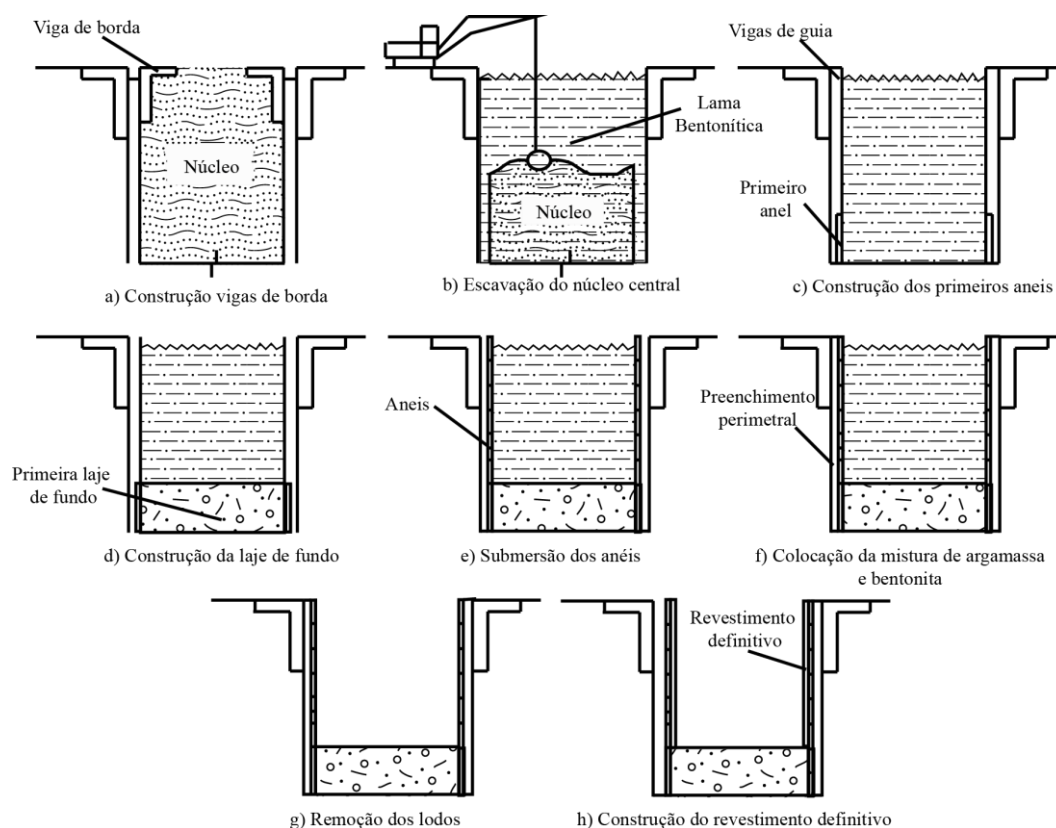 Viga de borda
Núcleo
a) Construção vigas de borda
Lama
Bentonítica
Núcleo
b) Escavação do núcleo central
Vigas de guia
Primeiro
anel
c) Construção dos primeiros aneis
Primeira laje
de fundo
d) Construção da laje de fundo
Aneis
e) Submersão dos anéis
Preenchimento
perimetral
f) Colocação da mistura de argamassa
e bentonita
g) Remoção dos lodos
Revestimento
definitivo
h) Construção do revestimento definitivo